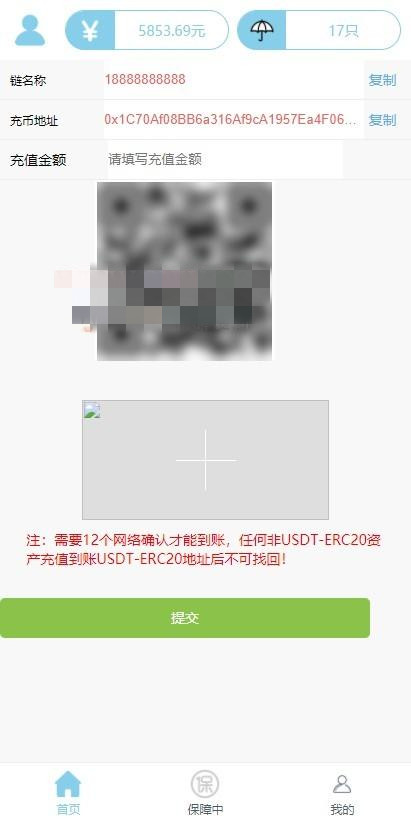 ¥ 5853.69元 17只
链名称 18888888888 复制
充币地址 0x1C70Af08BB6a316Af9cA1957Ea4F06... 复制
充值金额 请填写充值金额
注：需要12个网络确认才能到账，任何非USDT-ERC20资
产充值到账USDT-ERC20地址后不可找回！
提交
保
首页 保障中 我的